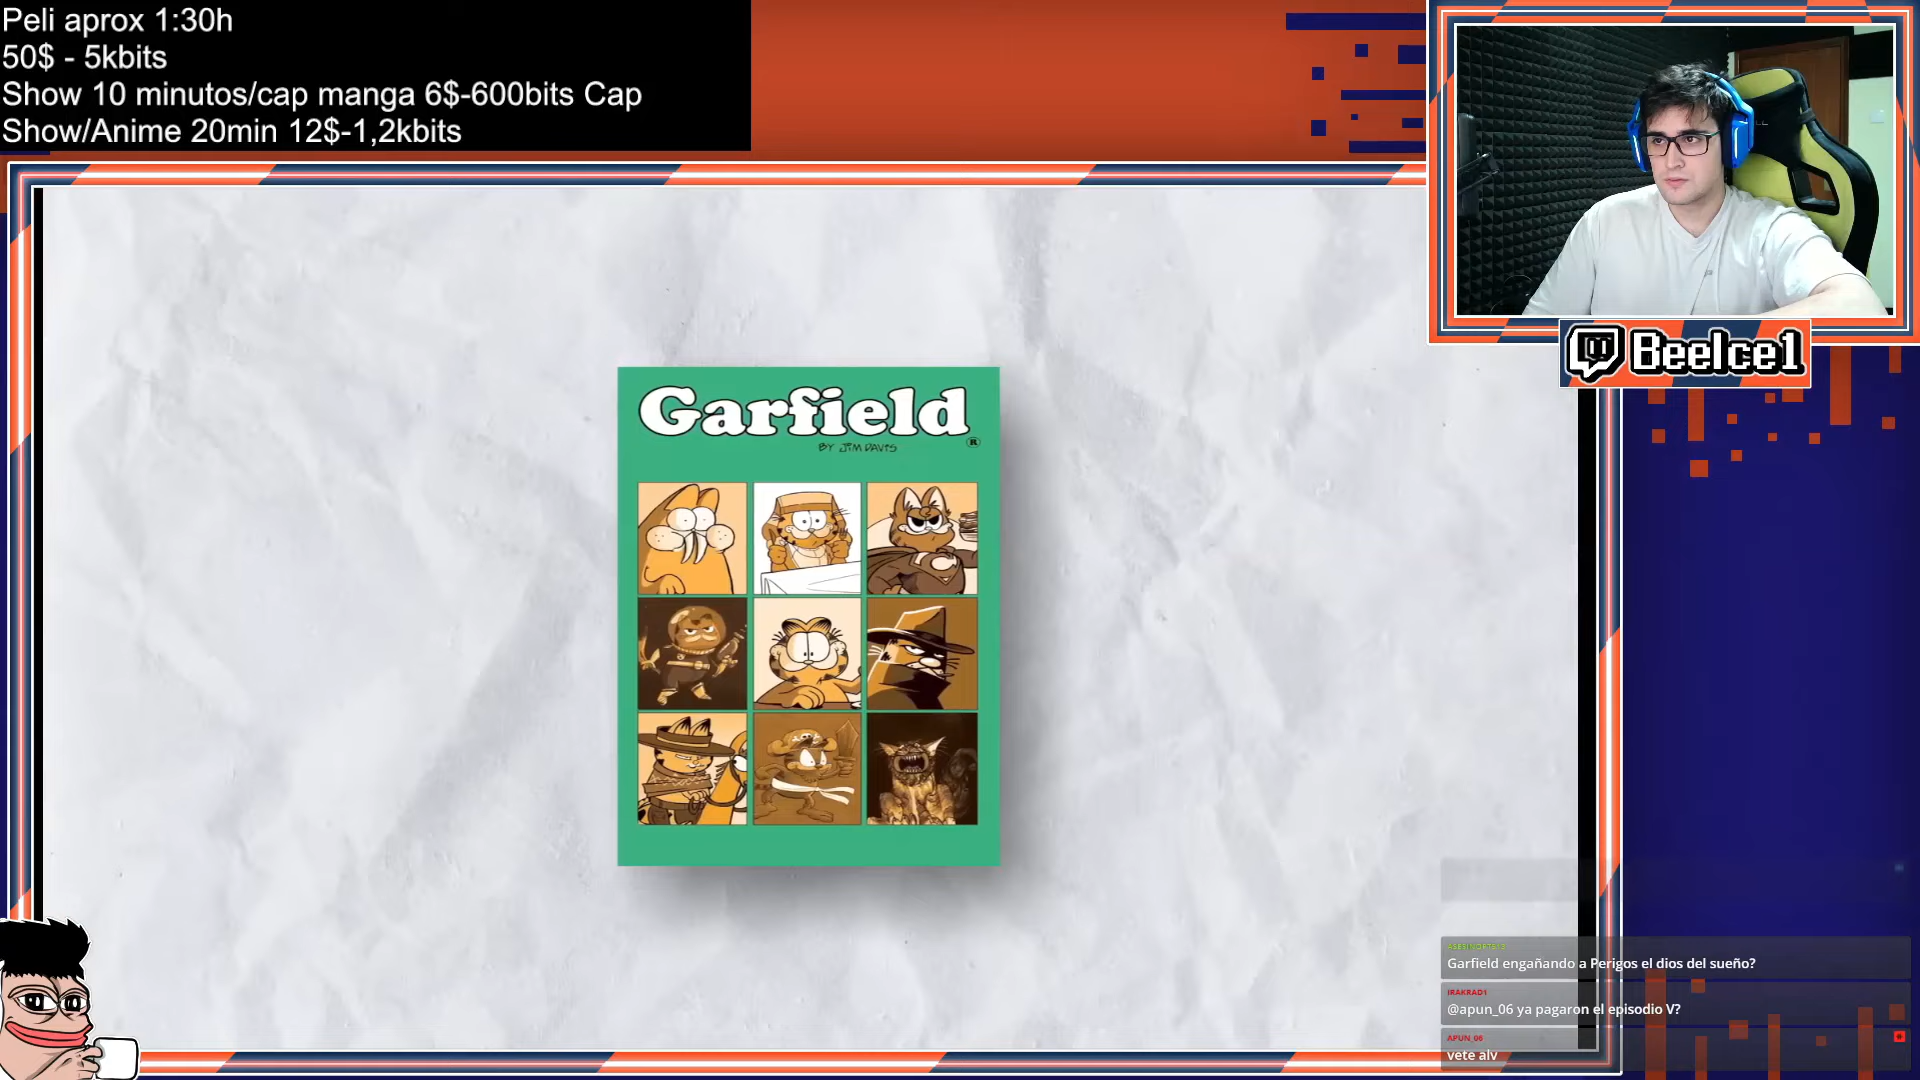 Peli aprox 1:30h
50$ - 5kbits
Show 10 minutos/cap manga 6$-600bits Cap
Show/Anime 20min 12$-1,2kbits
Beelce1
Garfield
®
BY JIM DAVIS
Garfield engañando a Perigos el dios del sueño?
IRAKRAD1
@apun_06 ya pagaron el episodio V?
APUN_06
vete alv